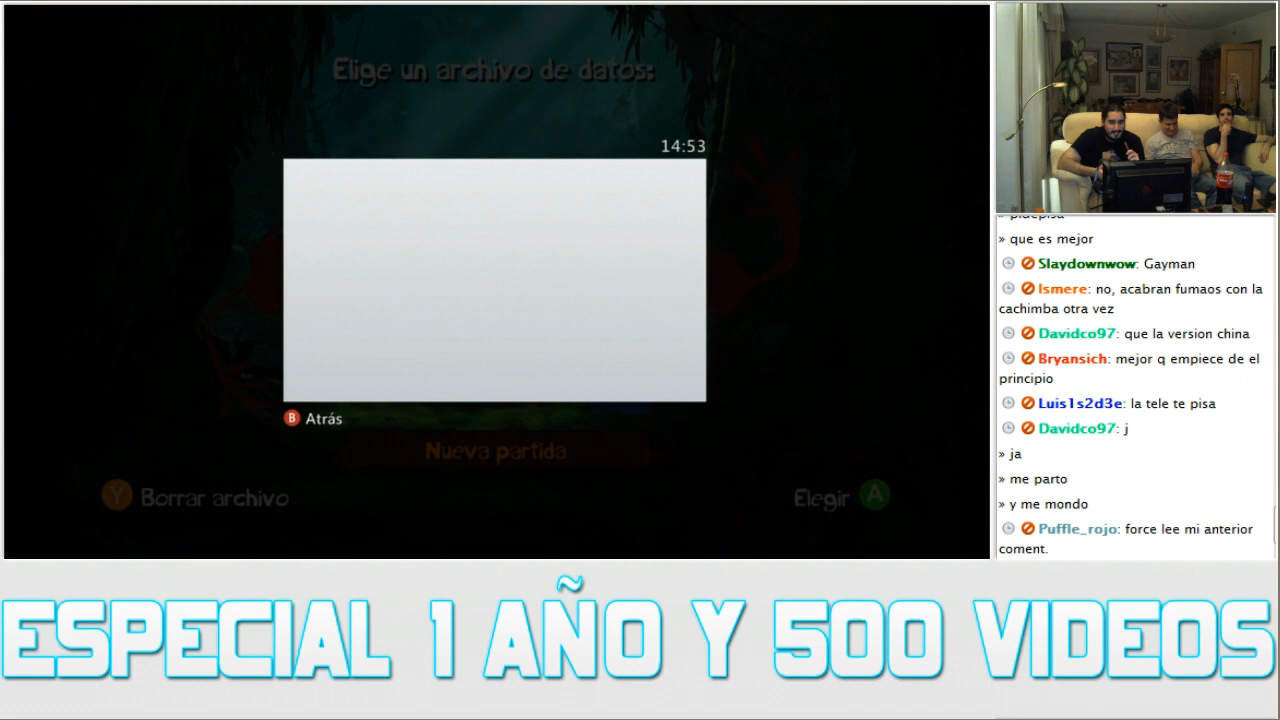 Elige un archivo de datos:
14:53
B Atrás
Nueva partida
Y Borrar archivo
Elegir A
» que es mejor
Slaydownwow: Gayman
Ismere: no, acabran fumaos con la
cachimba otra vez
Davidco97: que la version china
Bryansich: mejor q empiece de el
principio
Luis1s2d3e: la tele te pisa
Davidco97: j
» ja
» me parto
» y me mondo
Puffle_rojo: force lee mi anterior
coment.
ESPECIAL 1 AÑO Y 500 VIDEOS